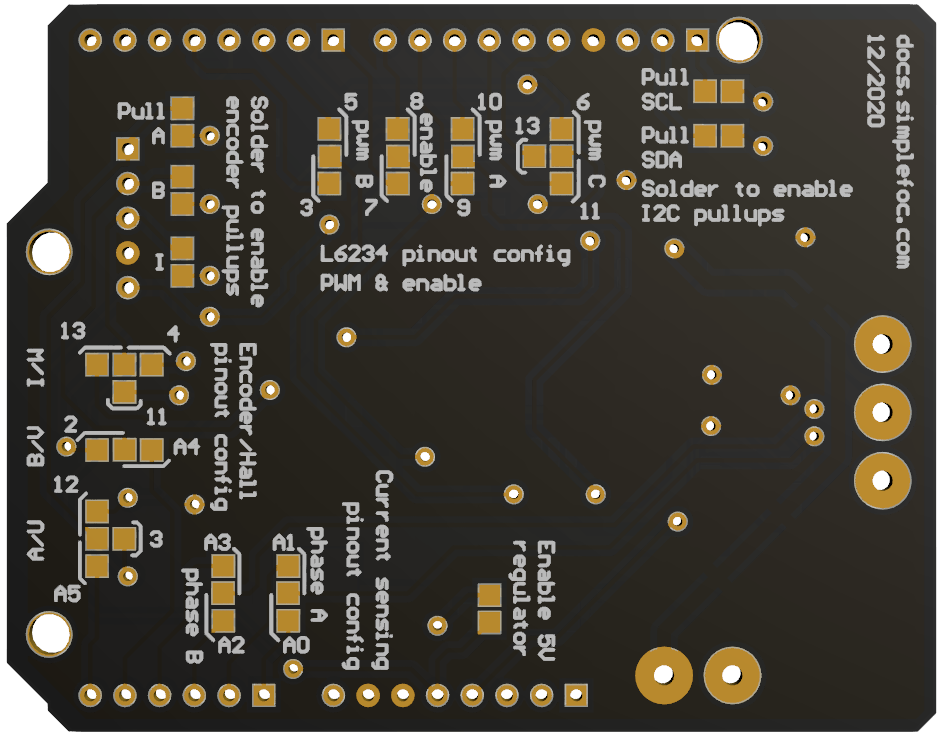 docs.simplefoc.com
12/2020
Pull
SCL
Pull
SDA
Solder to enable
I2C pullups
5
pwm B
3
8
enable
7
10
pwm A
9
6
13
pwm C
11
L6234 pinout config
PWM & enable
Pull
A
B
I
Solder to enable
encoder pullups
13
4
11
I/W
2
A4
B/V
12
3
A5
A/U
Encoder/Hall
pinout config
A3
A2
phase B
A1
A0
phase A
Current sensing
pinout config
Enable 5V
regulator